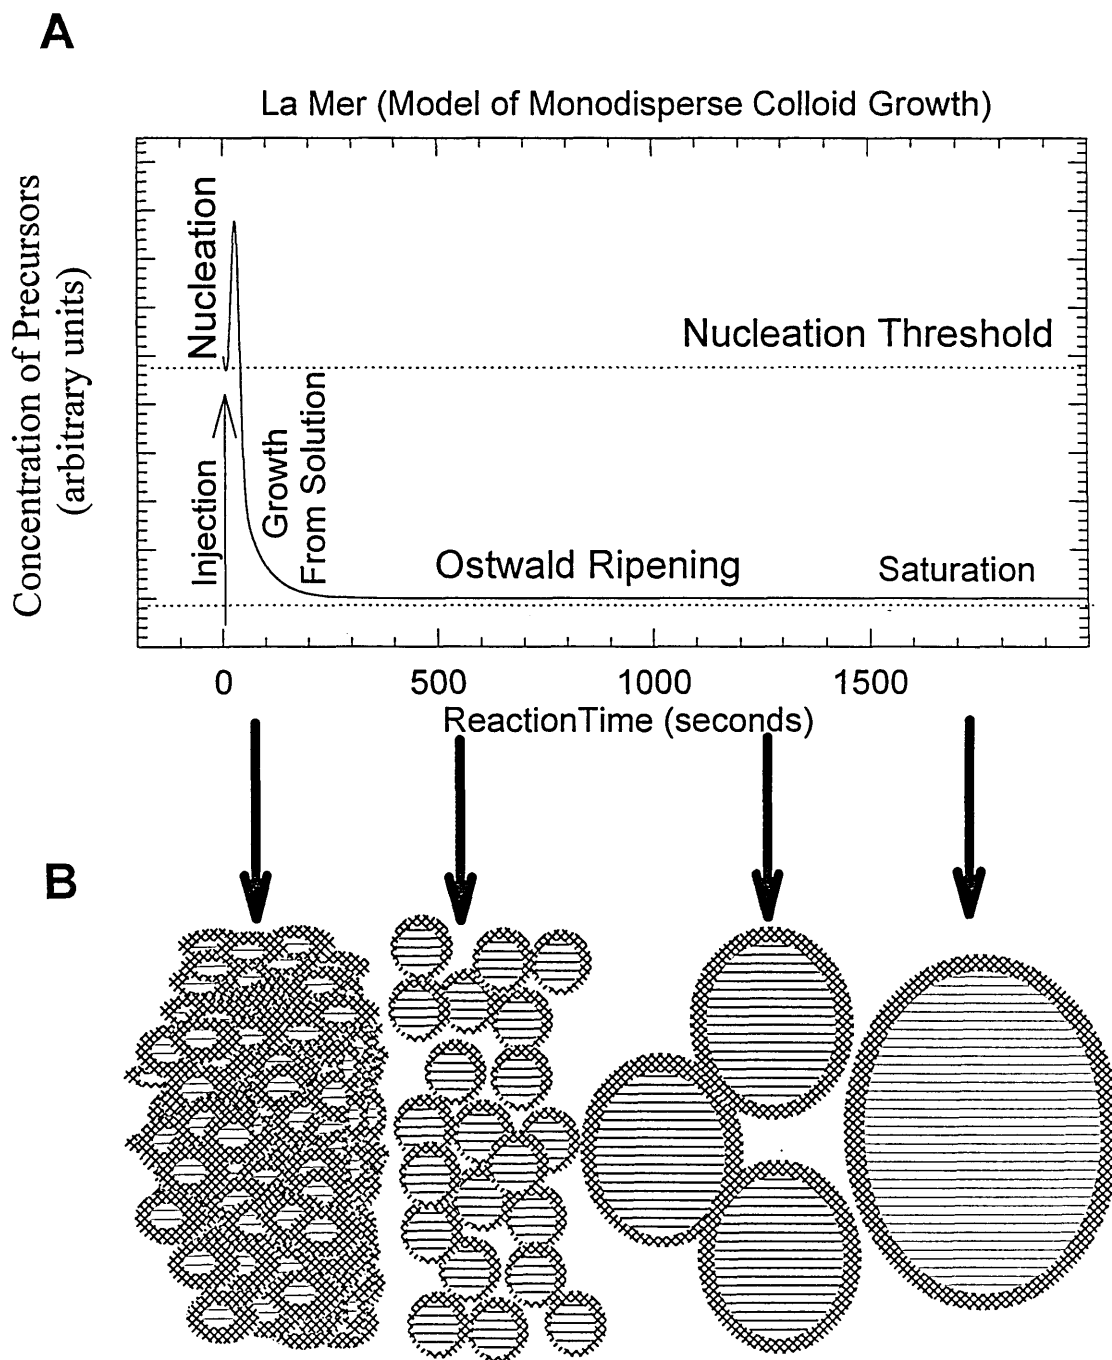 A
La Mer (Model of Monodisperse Colloid Growth)
Concentration of Precursors
(arbitrary units)
Nucleation
Injection
Growth
From Solution
Nucleation Threshold
Ostwald Ripening
Saturation
0 500 1000 1500
ReactionTime (seconds)
B